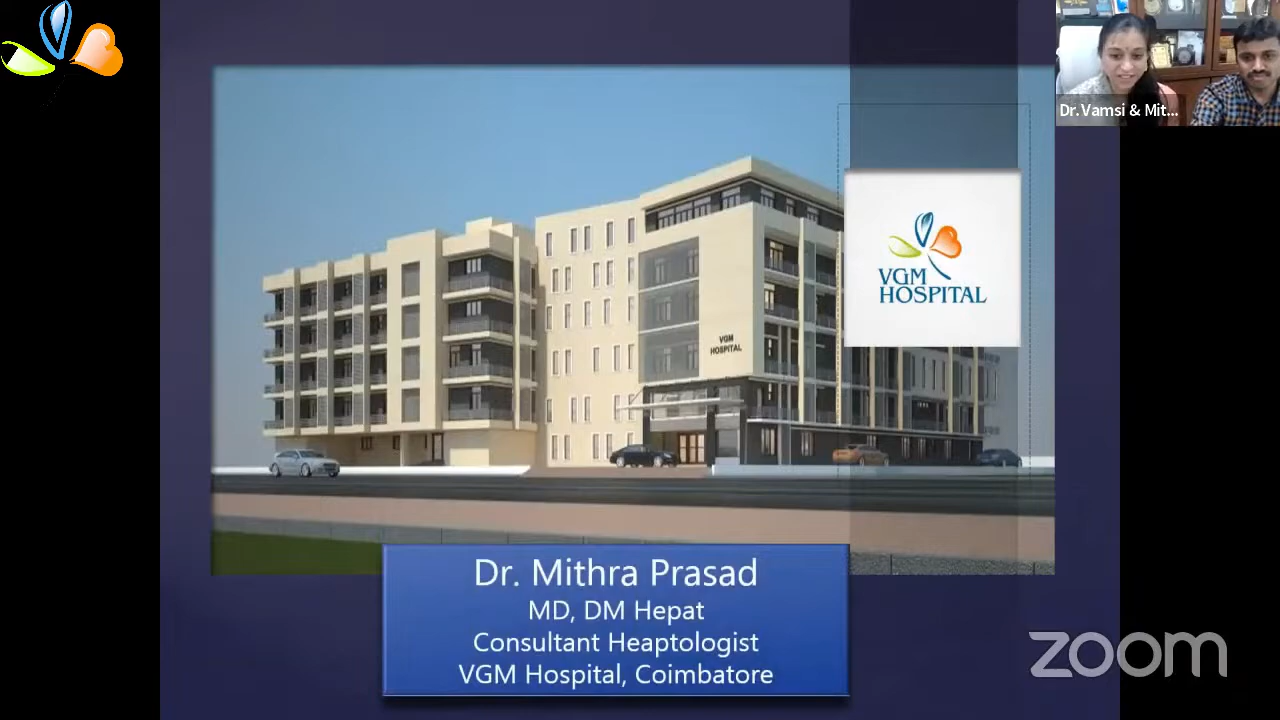 Dr.Vamsi & Mit...
VGM
HOSPITAL
VGM
HOSPITAL
Dr. Mithra Prasad
MD, DM Hepat
Consultant Heaptologist
VGM Hospital, Coimbatore
zoom